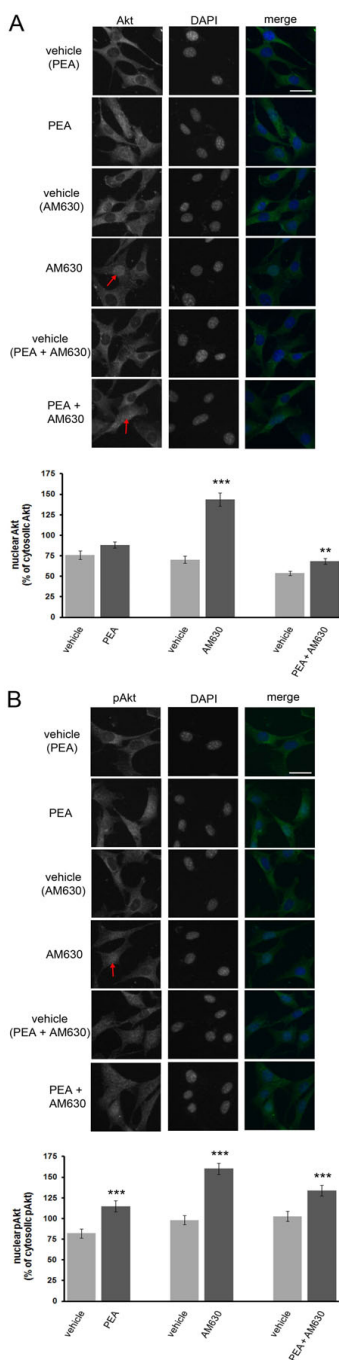 A
Akt DAPI merge
vehicle
(PEA)
PEA
vehicle
(AM630)
AM630
vehicle
(PEA + AM630)
PEA +
AM630
nuclear Akt
(% of cytosolic Akt)
175
150
125
100
75
50
25
0
***
**
vehicle PEA vehicle AM630 vehicle PEA + AM630
B
pAkt DAPI merge
vehicle
(PEA)
PEA
vehicle
(AM630)
AM630
vehicle
(PEA + AM630)
PEA +
AM630
nuclear pAkt
(% of cytosolic pAkt)
175
150
125
100
75
50
25
0
***
***
***
vehicle PEA vehicle AM630 vehicle PEA + AM630